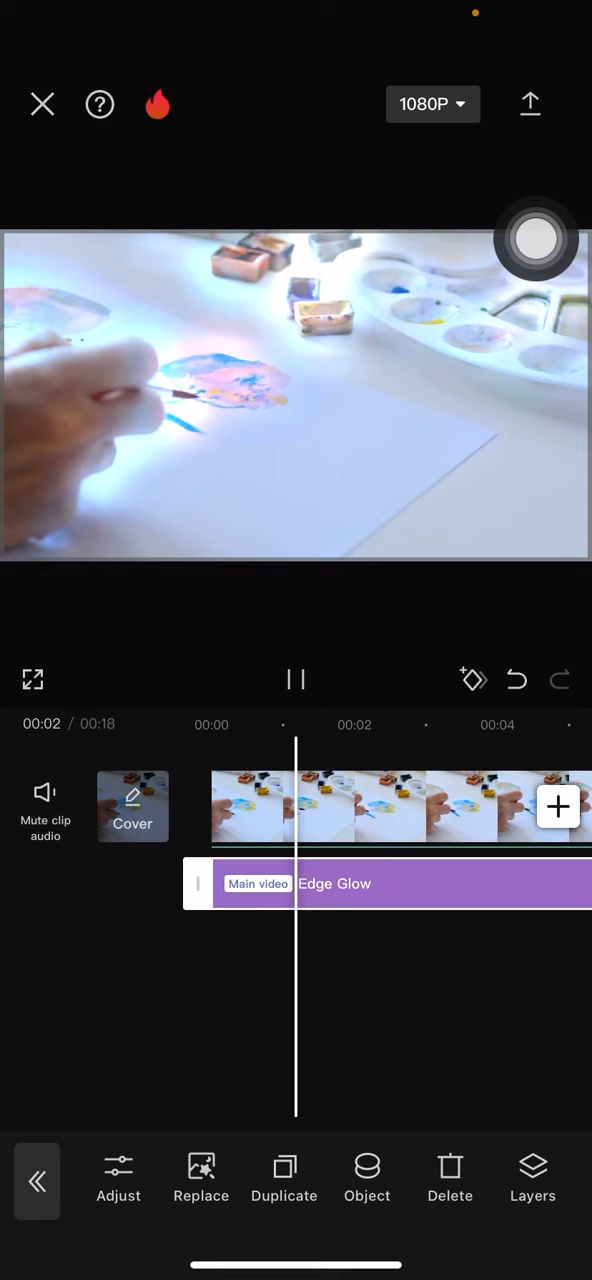 1080P
00:02 / 00:18
00:00
00:02
00:04
Mute clip
audio
Cover
Main video Edge Glow
Adjust
Replace
Duplicate
Object
Delete
Layers